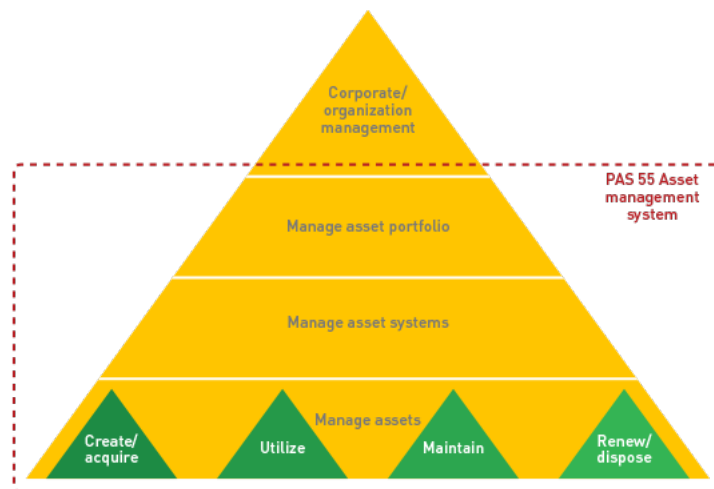 Corporate/
organization
management
PAS 55 Asset
management
system
Manage asset portfolio
Manage asset systems
Manage assets
Create/
acquire
Utilize
Maintain
Renew/
dispose